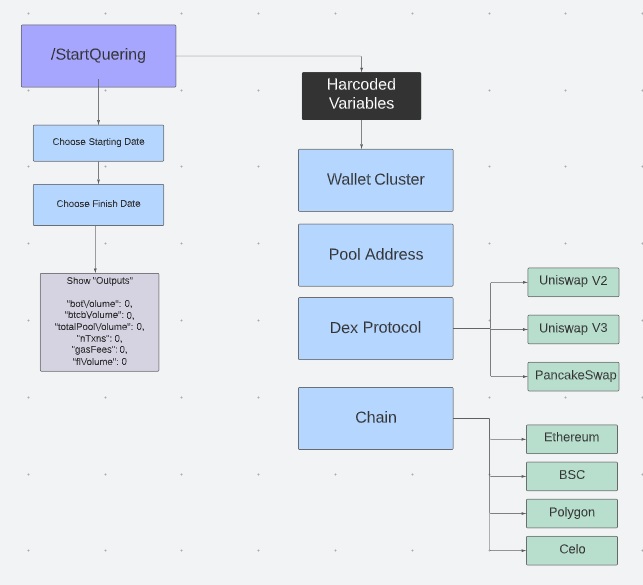 /StartQuering
Harcoded
Variables
Choose Starting Date
Choose Finish Date
Show "Outputs"
"botVolume": 0,
"btcbVolume": 0,
"totalPoolVolume": 0,
"nTxns": 0,
"gasFees": 0,
"flVolume": 0
Wallet Cluster
Pool Address
Dex Protocol
Uniswap V2
Uniswap V3
PancakeSwap
Chain
Ethereum
BSC
Polygon
Celo